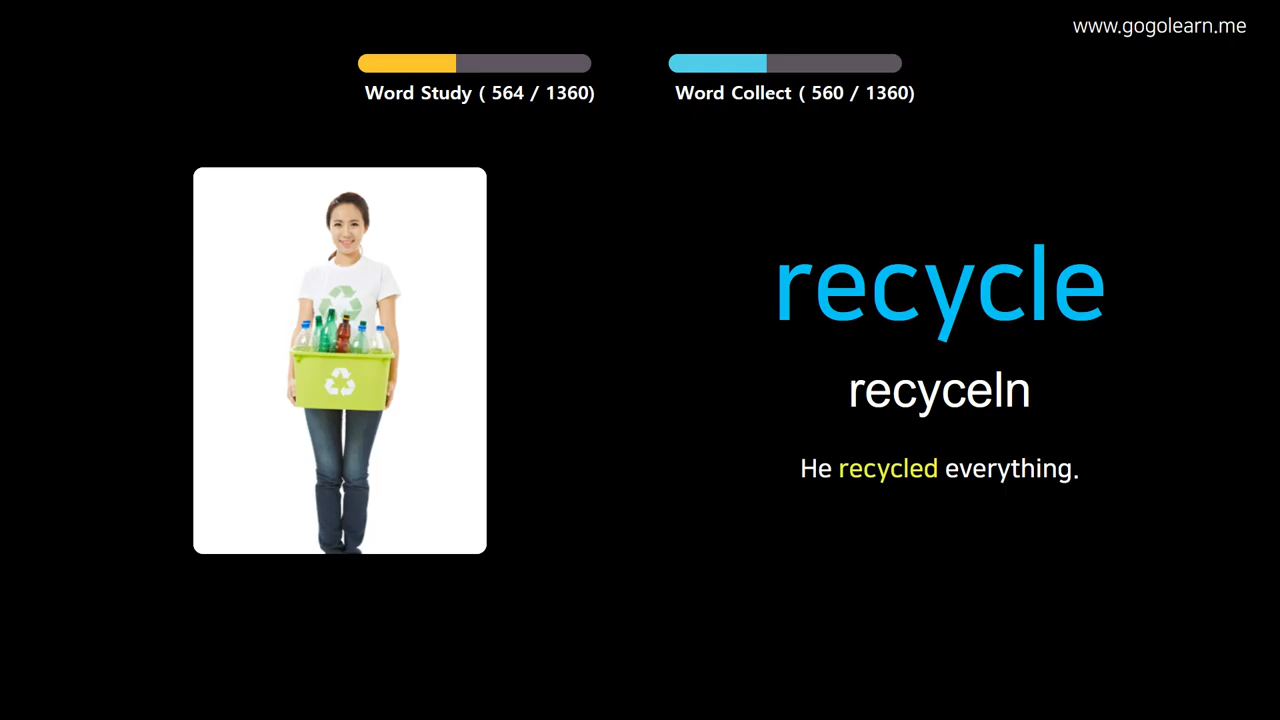 www.gogolearn.me
Word Study ( 564 / 1360)
Word Collect ( 560 / 1360)
recycle
recyceln
He recycled everything.